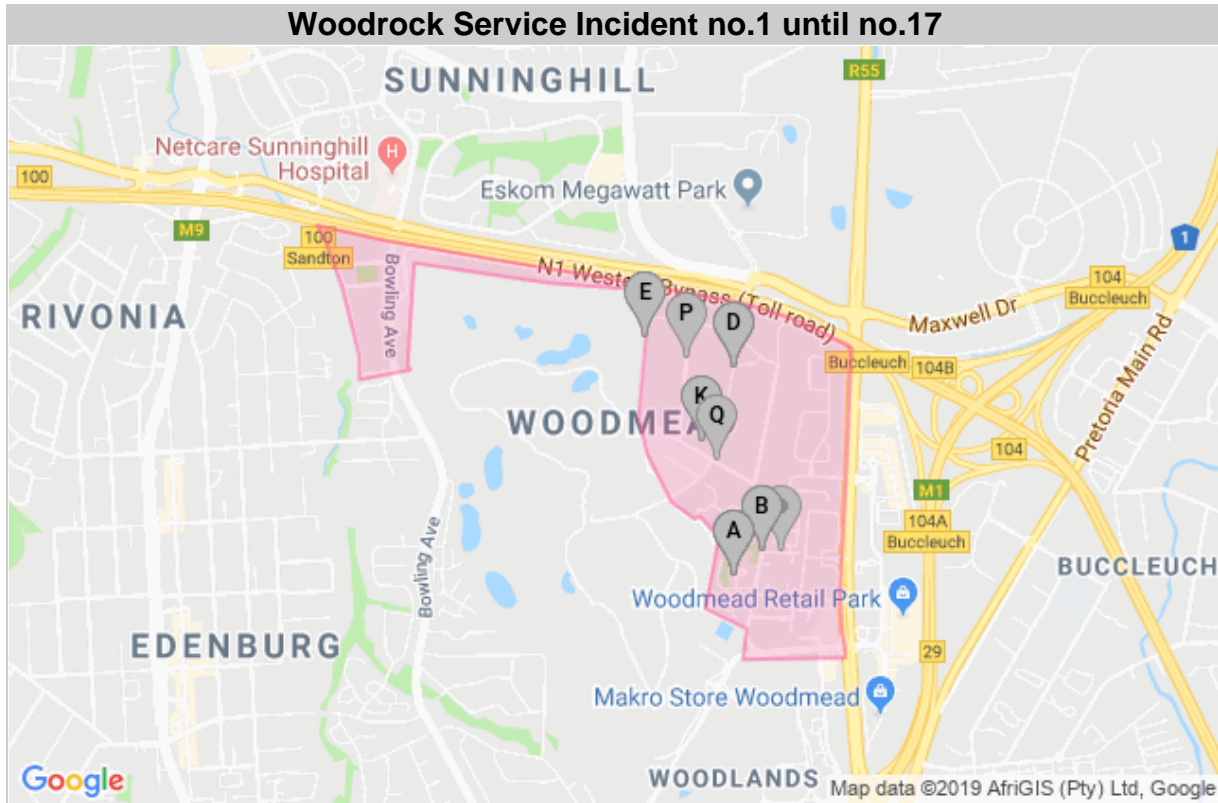 Woodrock Service Incident no.1 until no.17
SUNNINGHILL
R55
Netcare Sunninghill
Hospital
H
100
Eskom Megawatt Park
M9
100
Sandton
1
N1 Western Bypass (Toll road)
104
Buccleuch
Bowling Ave
E
P
D
RIVONIA
Maxwell Dr
Buccleuch
104B
Pretoria Main Rd
K
Q
WOODMEA
104
M1
B
A
104A
Buccleuch
Bowling Ave
BUCCLEUCH
Woodmead Retail Park
EDENBURG
29
Makro Store Woodmead
WOODLANDS
Google
Map data ©2019 AfriGIS (Pty) Ltd, Google